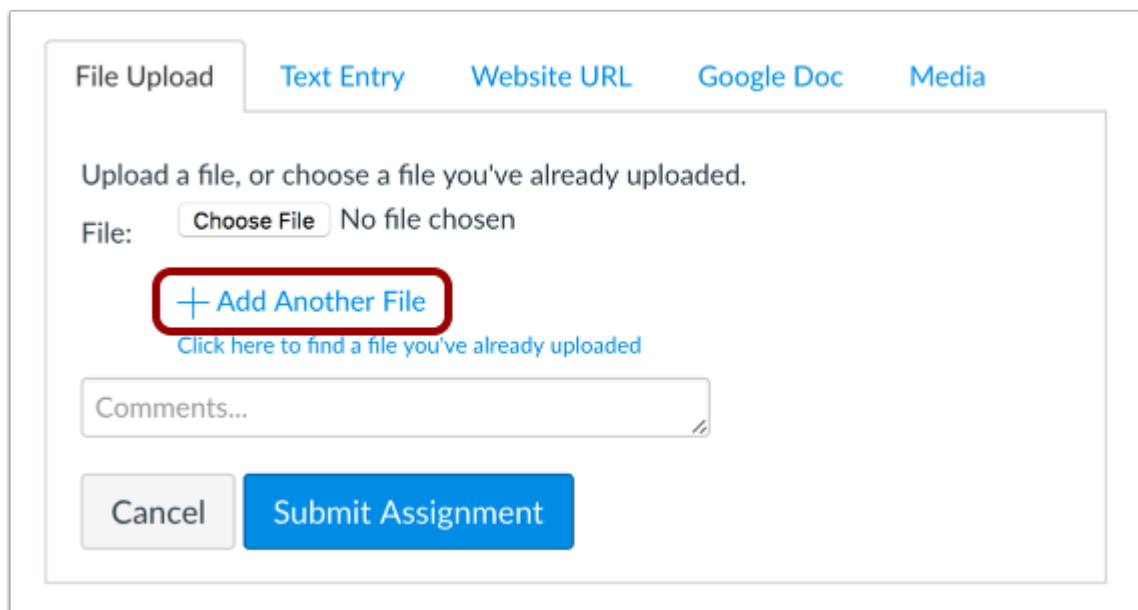 File Upload Text Entry Website URL Google Doc Media
Upload a file, or choose a file you've already uploaded.
File: Choose File No file chosen
+ Add Another File
Click here to find a file you've already uploaded
Comments...
Cancel Submit Assignment